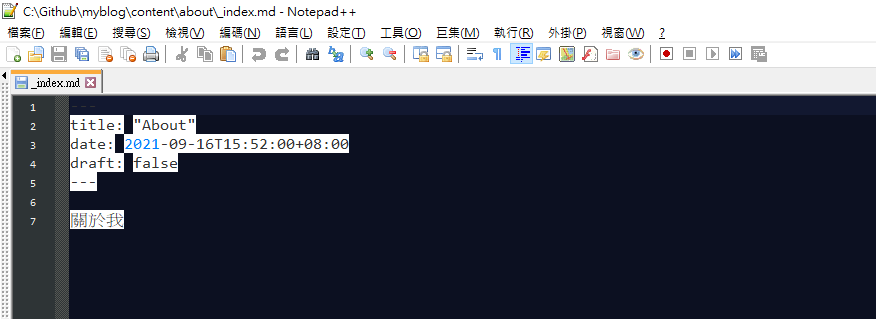 C:\Github\myblog\content\about\_index.md - Notepad++
檔案(F) 編輯(E) 搜尋(S) 檢視(V) 編碼(N) 語言(L) 設定(T) 工具(O) 巨集(M) 執行(R) 外掛(P) 視窗(W) ?
_index.md
1 ---
2 title: "About"
3 date: 2021-09-16T15:52:00+08:00
4 draft: false
5 ---
6
7 關於我